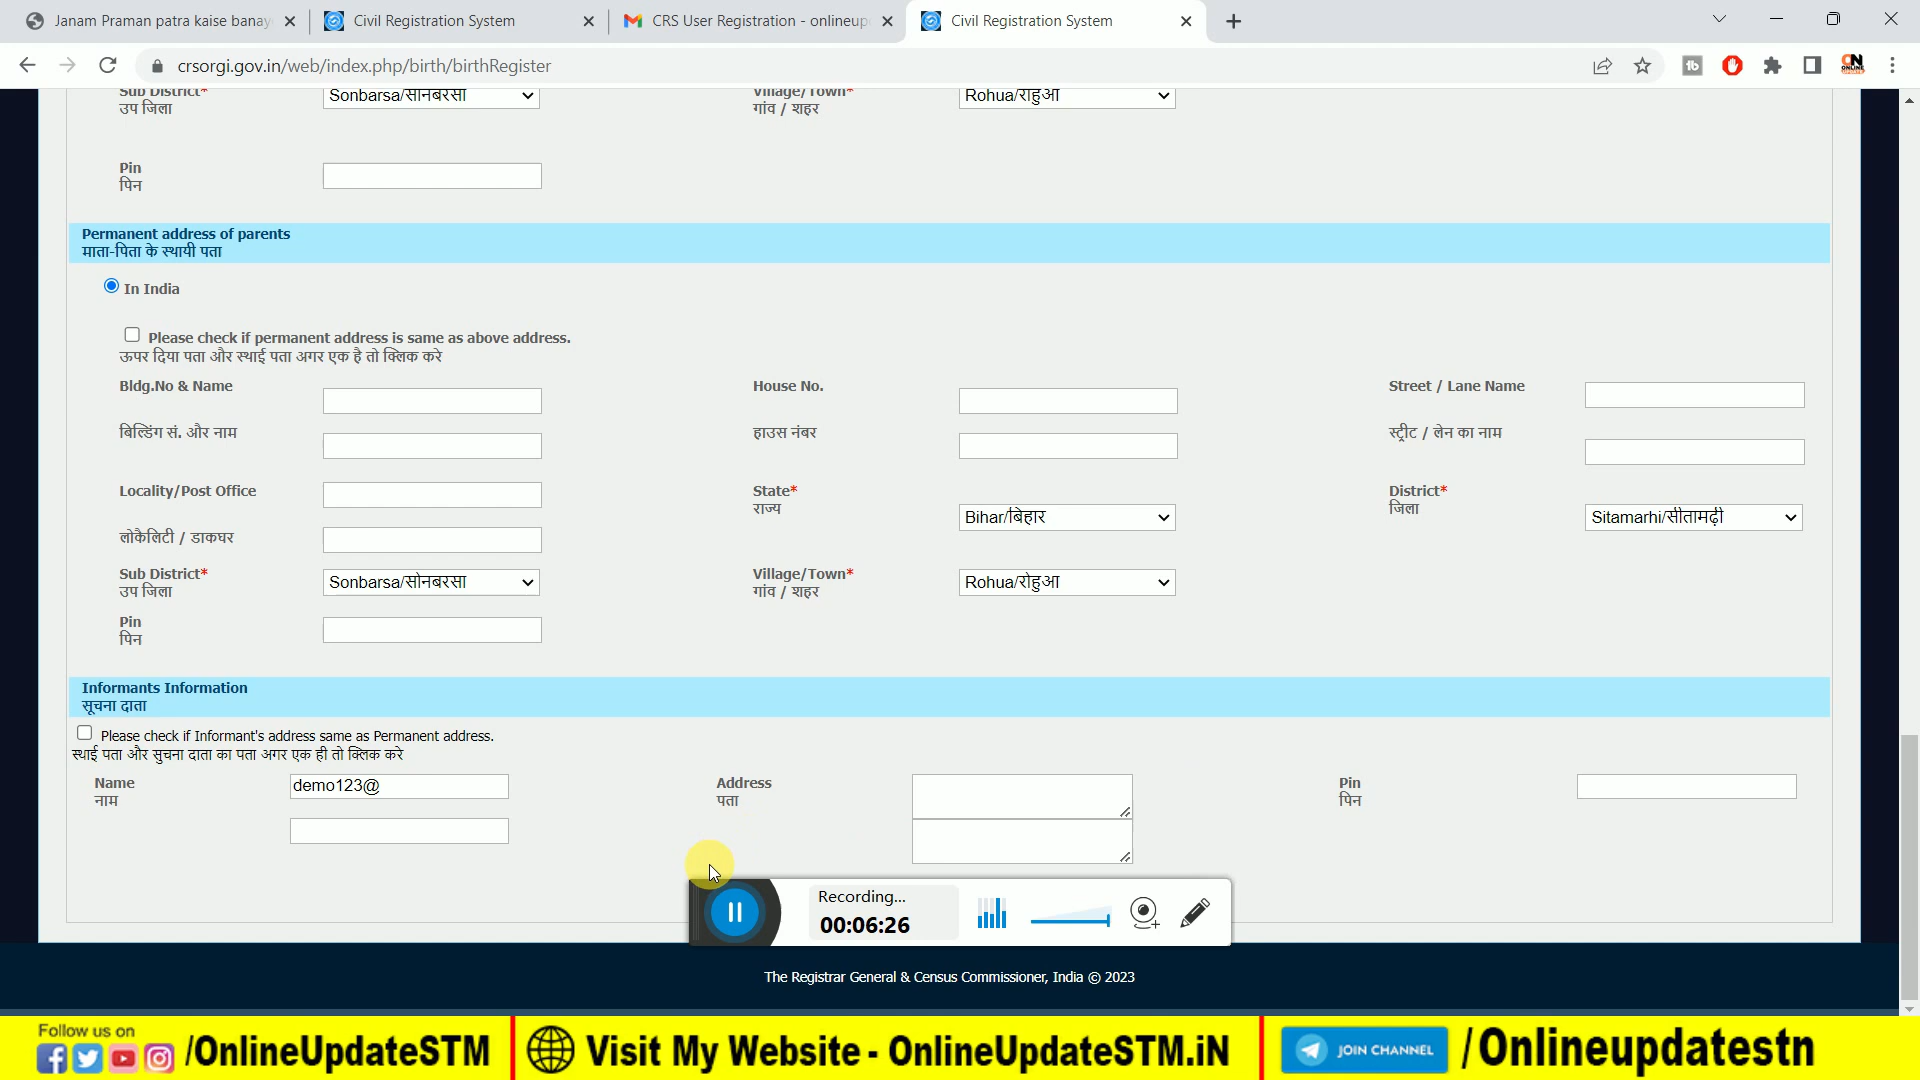 Janam Praman patra kaise banay
Civil Registration System
CRS User Registration - onlineup
Civil Registration System
crsorgi.gov.in/web/index.php/birth/birthRegister
Sub District*
उप जिला
Sonbarsa/सोनबरसा
Village/Town*
गांव / शहर
Rohua/रोहुआ
Pin
पिन
Permanent address of parents
माता-पिता के स्थायी पता
In India
Please check if permanent address is same as above address.
ऊपर दिया पता और स्थाई पता अगर एक है तो क्लिक करे
Bldg.No & Name
House No.
Street / Lane Name
बिल्डिंग सं. और नाम
हाउस नंबर
स्ट्रीट / लेन का नाम
Locality/Post Office
State*
राज्य
Bihar/बिहार
District*
जिला
Sitamarhi/सीतामढ़ी
लोकैलिटी / डाकघर
Sub District*
उप जिला
Sonbarsa/सोनबरसा
Village/Town*
गांव / शहर
Rohua/रोहुआ
Pin
पिन
Informants Information
सूचना दाता
Please check if Informant's address same as Permanent address.
स्थाई पता और सुचना दाता का पता अगर एक ही तो क्लिक करे
Name
नाम
demo123@
Address
पता
Pin
पिन
Recording...
00:06:26
The Registrar General & Census Commissioner, India © 2023
Follow us on
/OnlineUpdateSTM
Visit My Website - OnlineUpdateSTM.iN
JOIN CHANNEL
/Onlineupdatestn